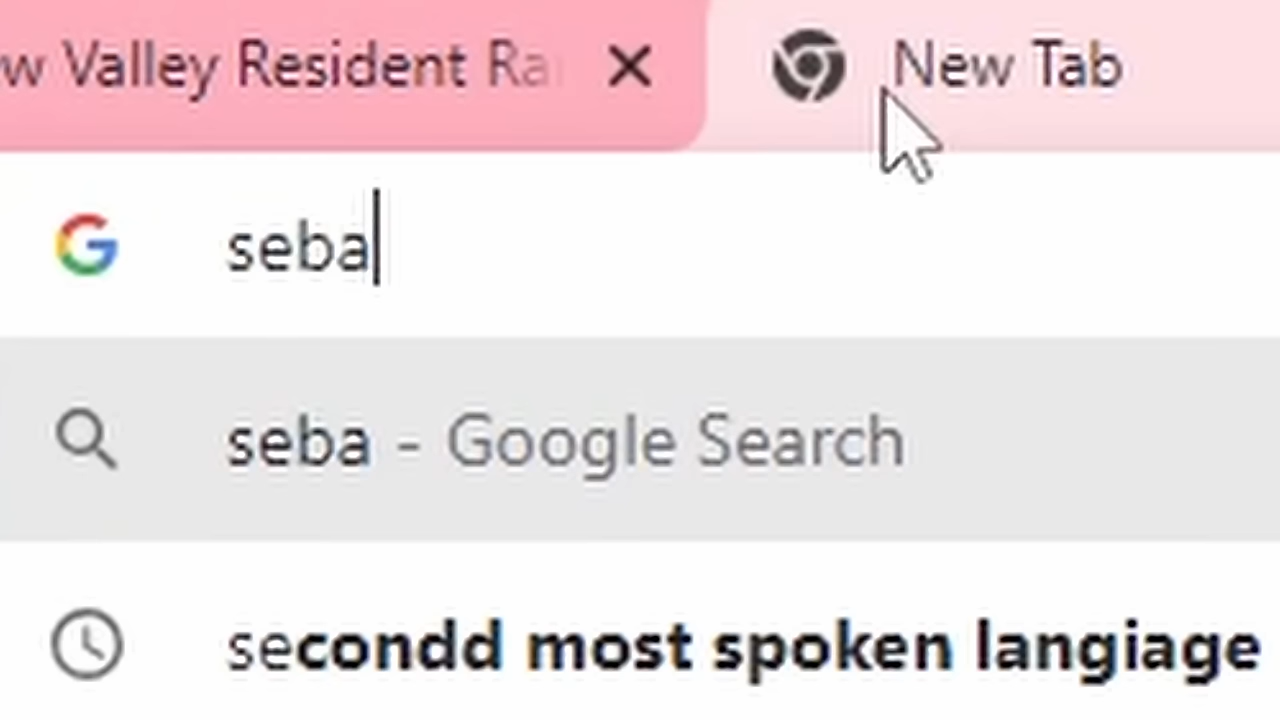 w Valley Resident Ra
New Tab
seba
seba - Google Search
secondd most spoken langiage